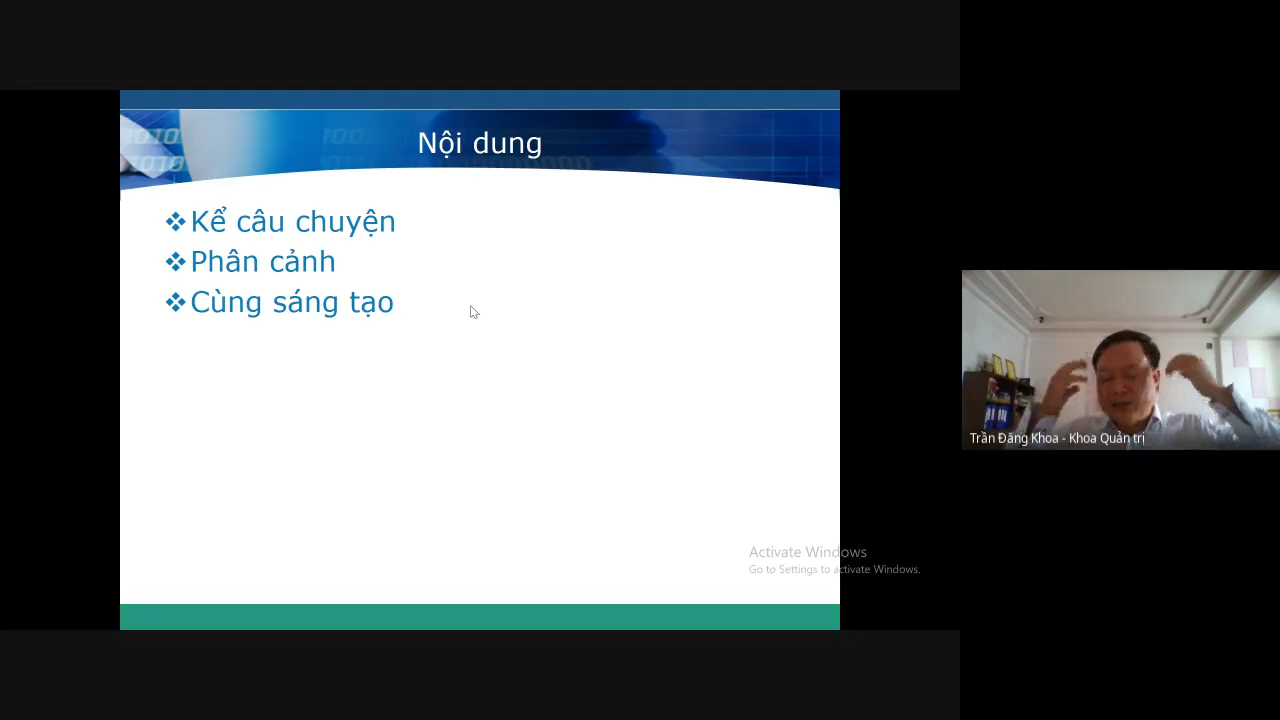 Nội dung
❖Kể câu chuyện
❖Phân cảnh
❖Cùng sáng tạo
Activate Windows
Go to Settings to activate Windows.
Trần Đăng Khoa - Khoa Quản trị